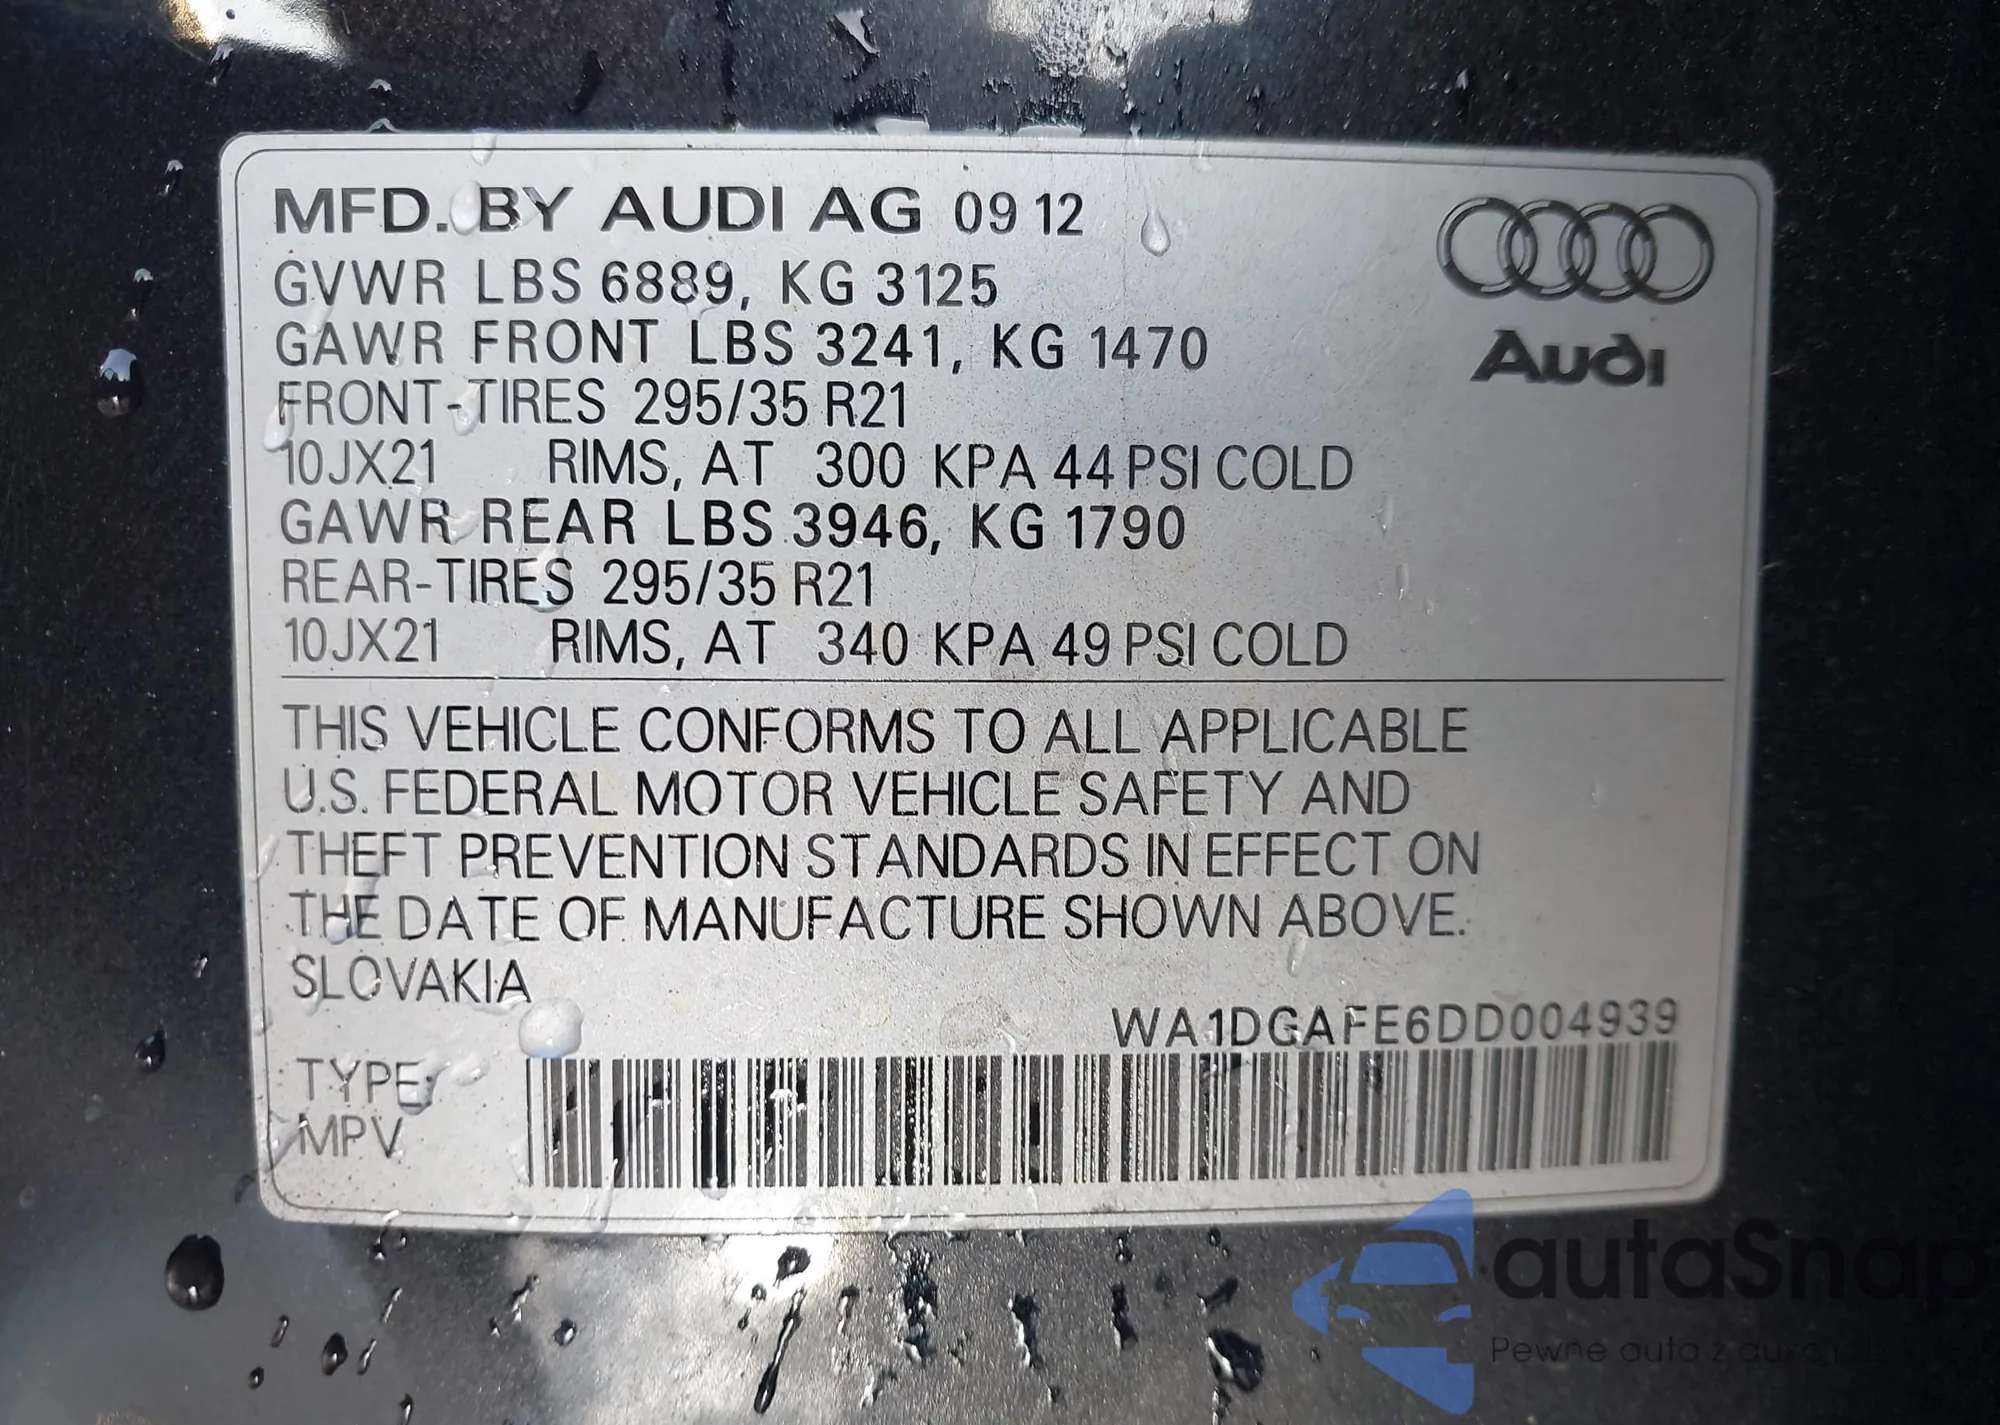 MFD. BY AUDI AG 09 12
GVWR LBS 6889, KG 3125
GAWR FRONT LBS 3241, KG 1470
Audi
FRONT-TIRES 295/35 R21
10JX21 RIMS, AT 300 KPA 44 PSI COLD
GAWR REAR LBS 3946, KG 1790
REAR-TIRES 295/35 R21
10JX21 RIMS, AT 340 KPA 49 PSI COLD
THIS VEHICLE CONFORMS TO ALL APPLICABLE
U.S. FEDERAL MOTOR VEHICLE SAFETY AND
THEFT PREVENTION STANDARDS IN EFFECT ON
THE DATE OF MANUFACTURE SHOWN ABOVE.
SLOVAKIA
WA1DGAFE6DD004939
TYPE:
MPV
autaSnap
Pewne auta z